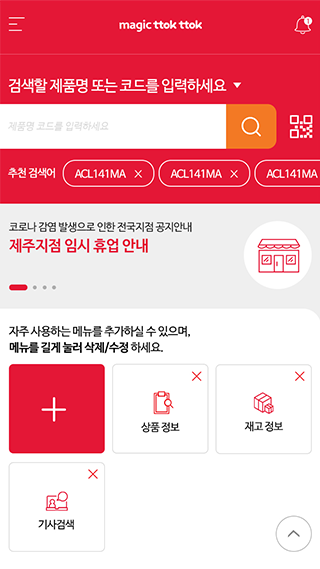 magic ttok ttok
1
검색할 제품명 또는 코드를 입력하세요
제품명 코드를 입력하세요
추천 검색어 ACL141MA ACL141MA ACL141MA
코로나 감염 발생으로 인한 전국지점 공지안내
제주지점 임시 휴업 안내
자주 사용하는 메뉴를 추가하실 수 있으며,
메뉴를 길게 눌러 삭제/수정 하세요.
상품 정보
재고 정보
기사검색